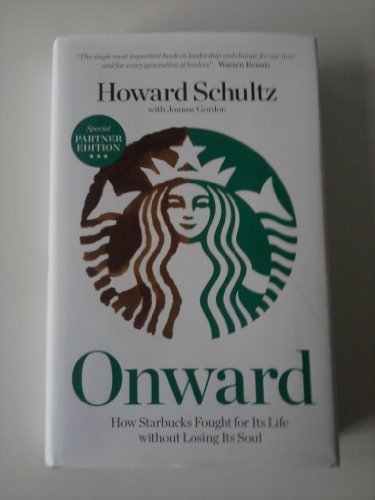 "The single most important book on leadership and change for our time
and for every generation of leaders" Warren Bennis
Howard Schultz
with Joanne Gordon
Special
PARTNER
EDITION
Onward
How Starbucks Fought for Its Life
without Losing Its Soul